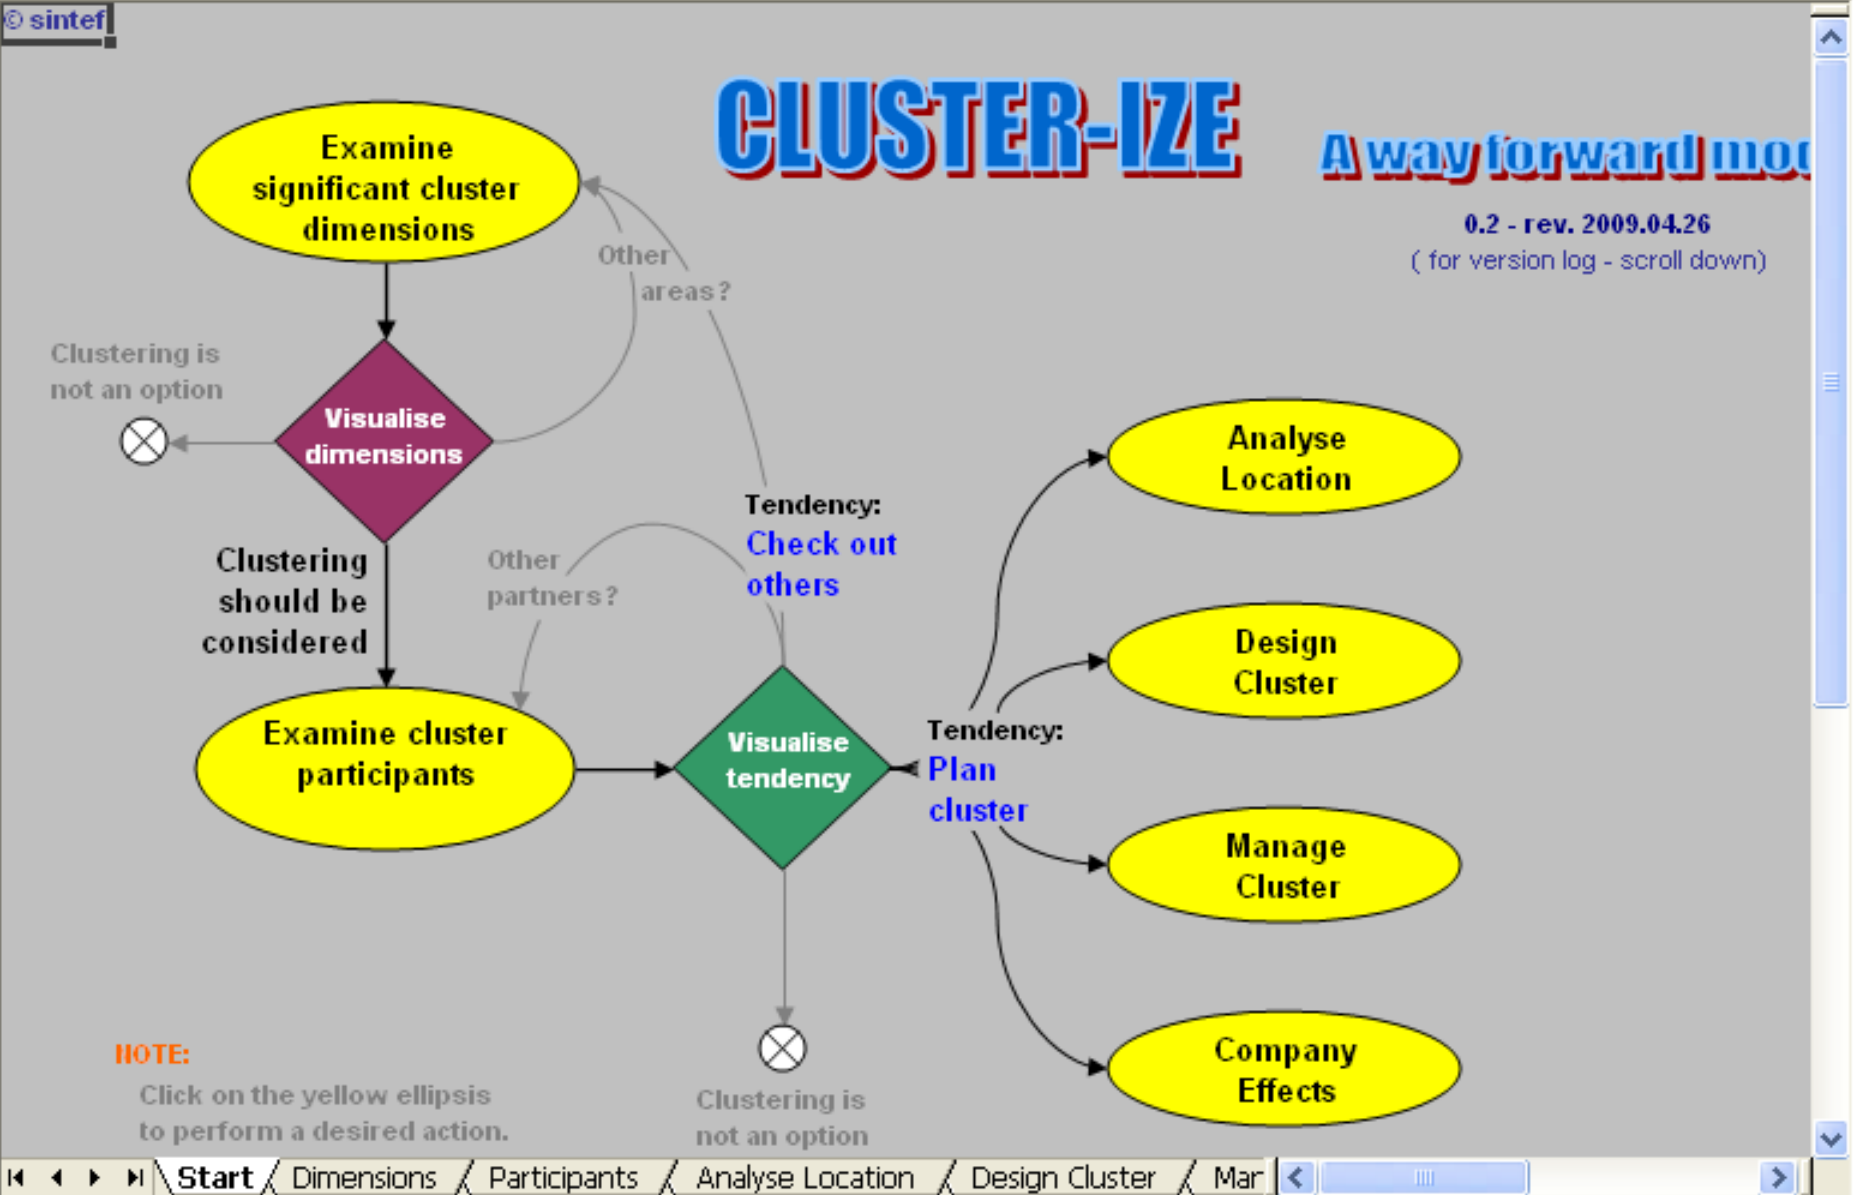 © sintef
CLUSTER-IZE
A way forward
0.2 - rev. 2009.04.26
( for version log - scroll down)
Examine
significant cluster
dimensions
Other
areas?
Clustering is
not an option
Visualise
dimensions
Clustering
should be
considered
Other
partners?
Tendency:
Check out
others
Examine cluster
participants
Visualise
tendency
Tendency:
Plan
cluster
Analyse
Location
Design
Cluster
Manage
Cluster
Company
Effects
Clustering is
not an option
NOTE:
Click on the yellow ellipsis
to perform a desired action.
Start
Dimensions
Participants
Analyse Location
Design Cluster